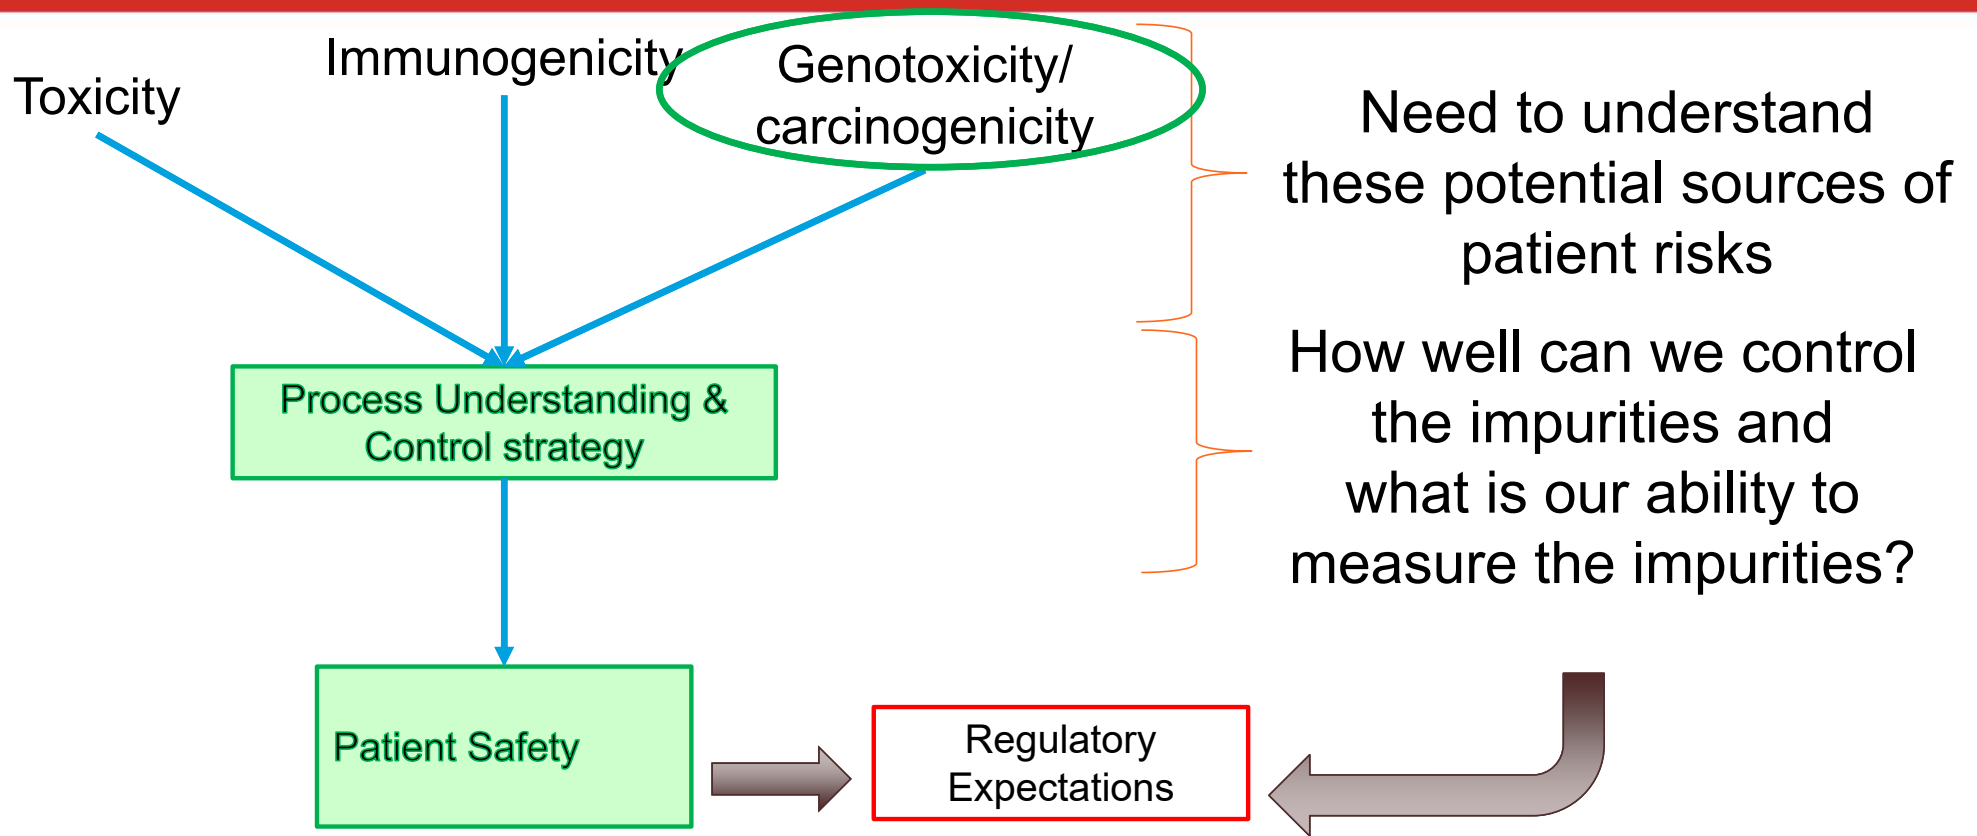 Toxicity
Immunogenicity
Genotoxicity/
carcinogenicity
Need to understand
these potential sources of
patient risks
How well can we control
the impurities and
what is our ability to
measure the impurities?
Process Understanding &
Control strategy
Patient Safety
Regulatory
Expectations